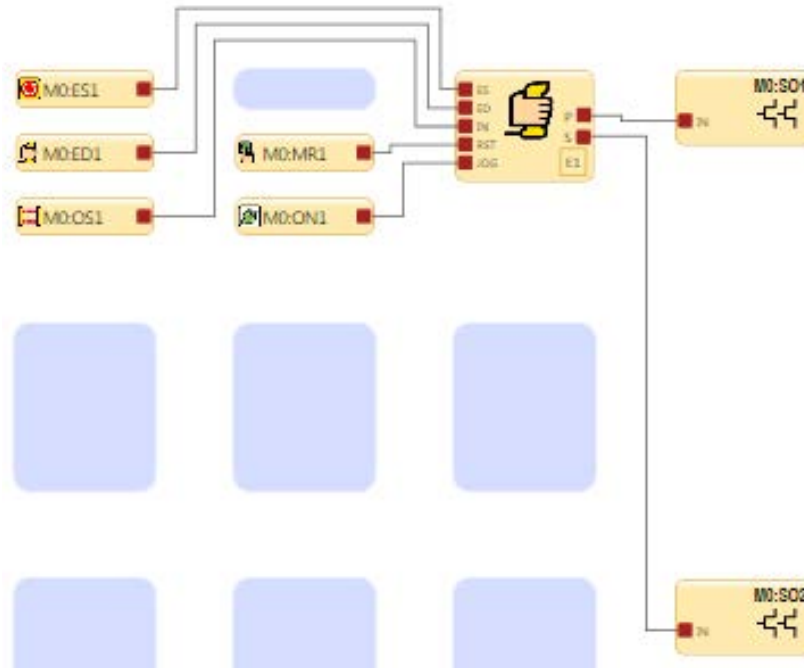 M0:ES1
M0:ED1
M0:OS1
M0:MR1
M0:ON1
ES
ED
IN
RST
JOG
P
S
E1
M0:SO1
IN
M0:SO2
IN